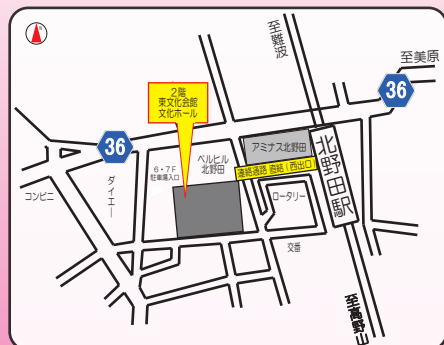 至難波
至美原
36
2階
東文化会館
文化ホール
36
アミナス北野田
ベルヒル
北野田
連絡通路 直結(西出口)
北野田駅
6・7F
駐車場入口
ダイエー
コンビニ
ロータリー
交番
至高野山